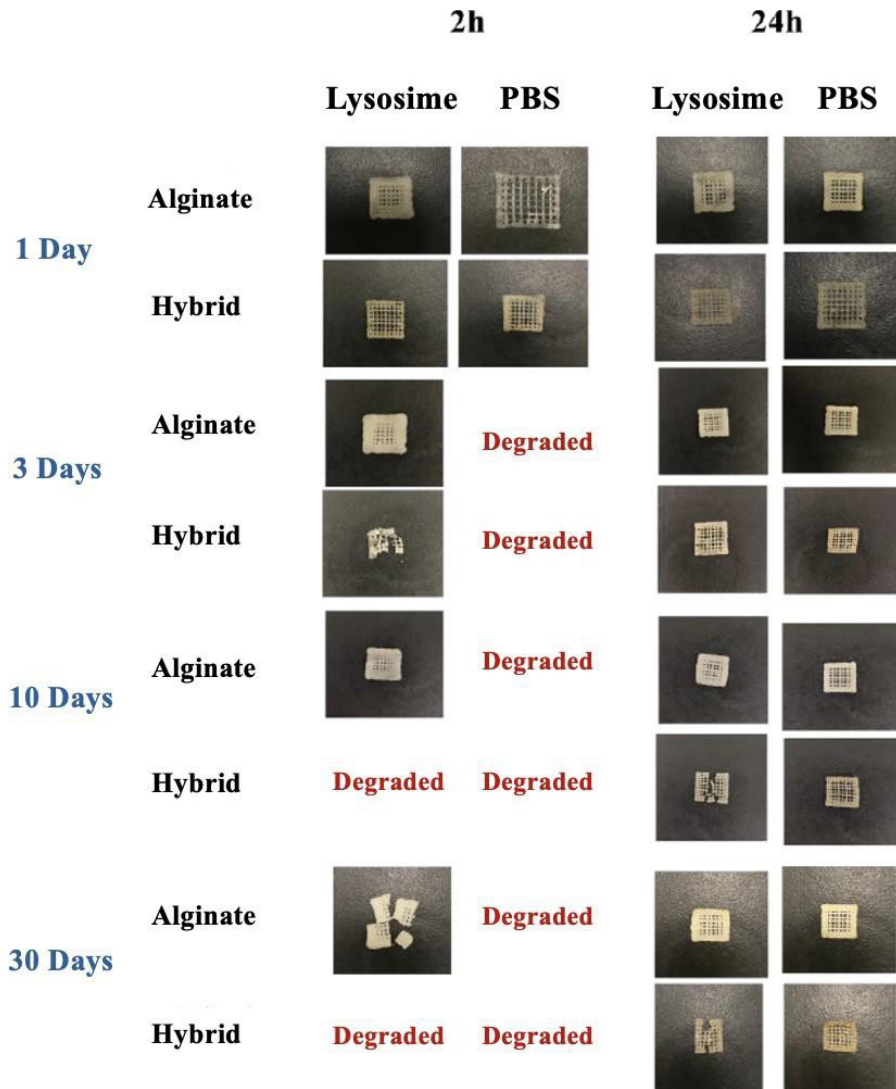 2h 24h
Lysosime PBS Lysosime PBS
Alginate
1 Day
Hybrid
Alginate Degraded
3 Days
Hybrid Degraded
Alginate Degraded
10 Days
Hybrid Degraded Degraded
Alginate Degraded
30 Days
Hybrid Degraded Degraded